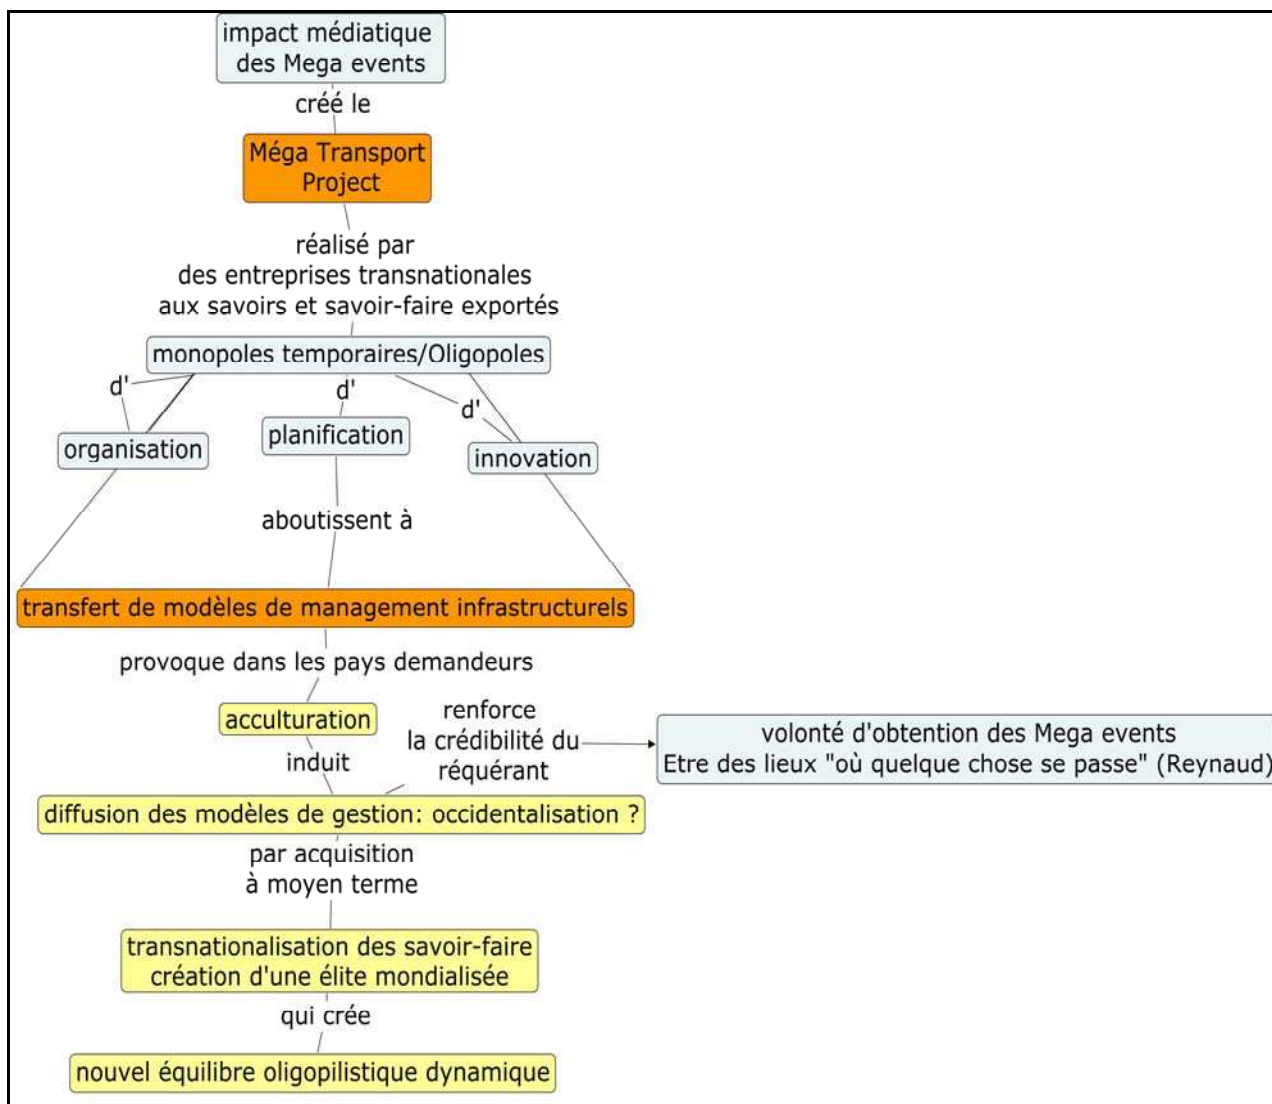 impact médiatique
des Mega events
créé le
Méga Transport
Project
réalisé par
des entreprises transnationales
aux savoirs et savoir-faire exportés
monopoles temporaires/Oligopoles
d'
d'
d'
organisation
planification
innovation
aboutissent à
transfert de modèles de management infrastructurels
provoque dans les pays demandeurs
acculturation
induit
renforce
la crédibilité du
réquérant
volonté d'obtention des Mega events
Etre des lieux "où quelque chose se passe" (Reynaud)
diffusion des modèles de gestion: occidentalisation ?
par acquisition
à moyen terme
transnationalisation des savoir-faire
création d'une élite mondialisée
qui crée
nouvel équilibre oligopilistique dynamique